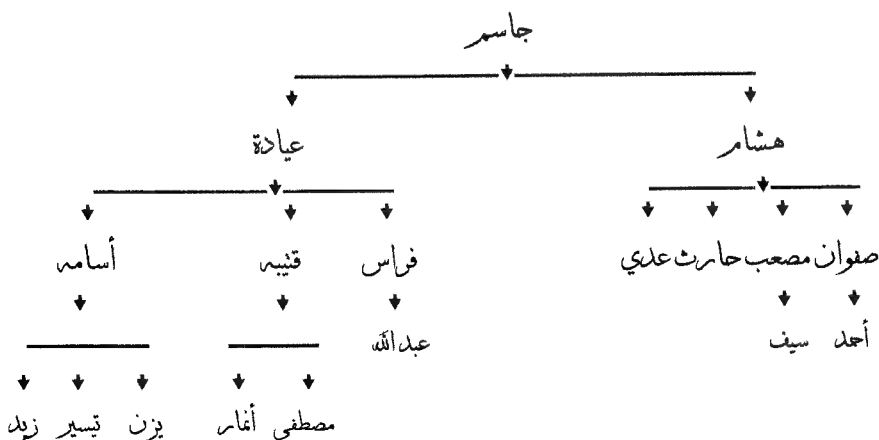 جاسم
هشام عيادة
صفوان مصعب حارث عدي فراس قتيبه أسامه
أحمد سيف عبدالله
مصطفى أنمار يزن تيسير زيد